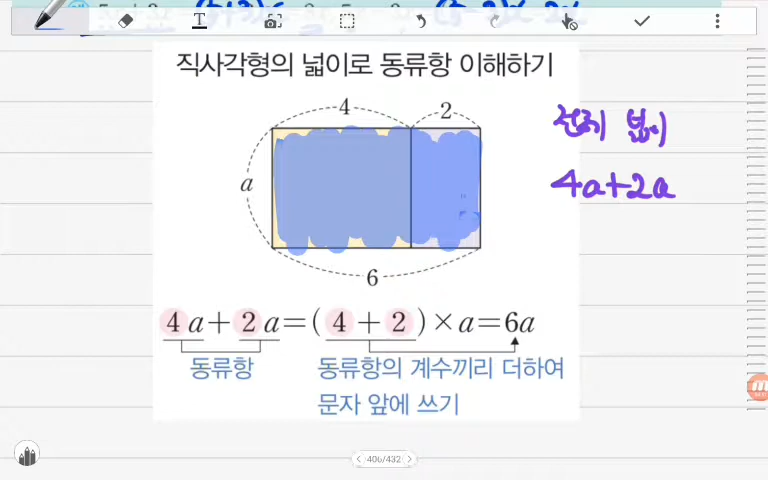 직사각형의 넓이로 동류항 이해하기
4
2
전체 넓이
a
4a+2a
6
4a+2a=(4+2)×a=6a
동류항 동류항의 계수끼리 더하여
문자 앞에 쓰기
406/432